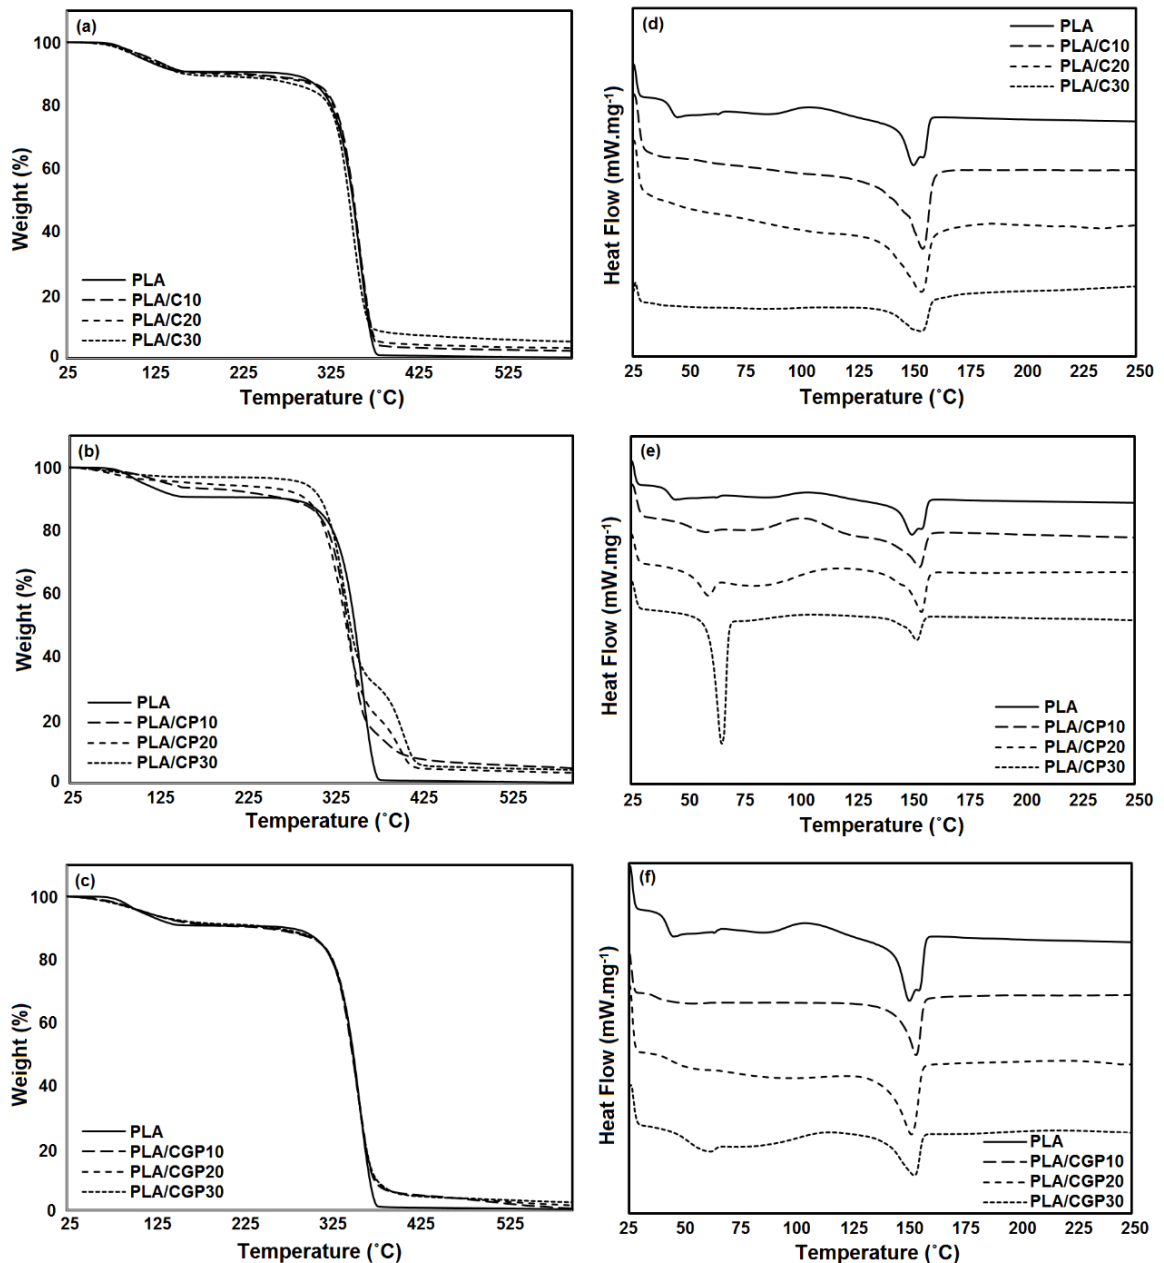 (a)
100
80
60
40
20
0
Weight (%)
PLA
PLA/C10
PLA/C20
PLA/C30
25 125 225 325 425 525
Temperature (˚C)
(d)
PLA
PLA/C10
PLA/C20
PLA/C30
Heat Flow (mW.mg⁻¹)
25 50 75 100 125 150 175 200 225 250
Temperature (˚C)
(b)
100
80
60
40
20
0
Weight (%)
PLA
PLA/CP10
PLA/CP20
PLA/CP30
25 125 225 325 425 525
Temperature (˚C)
(e)
Heat Flow (mW.mg⁻¹)
PLA
PLA/CP10
PLA/CP20
PLA/CP30
25 50 75 100 125 150 175 200 225 250
Temperature (˚C)
(c)
100
80
60
40
20
0
Weight (%)
PLA
PLA/CGP10
PLA/CGP20
PLA/CGP30
25 125 225 325 425 525
Temperature (˚C)
(f)
Heat Flow (mW.mg⁻¹)
PLA
PLA/CGP10
PLA/CGP20
PLA/CGP30
25 50 75 100 125 150 175 200 225 250
Temperature (˚C)